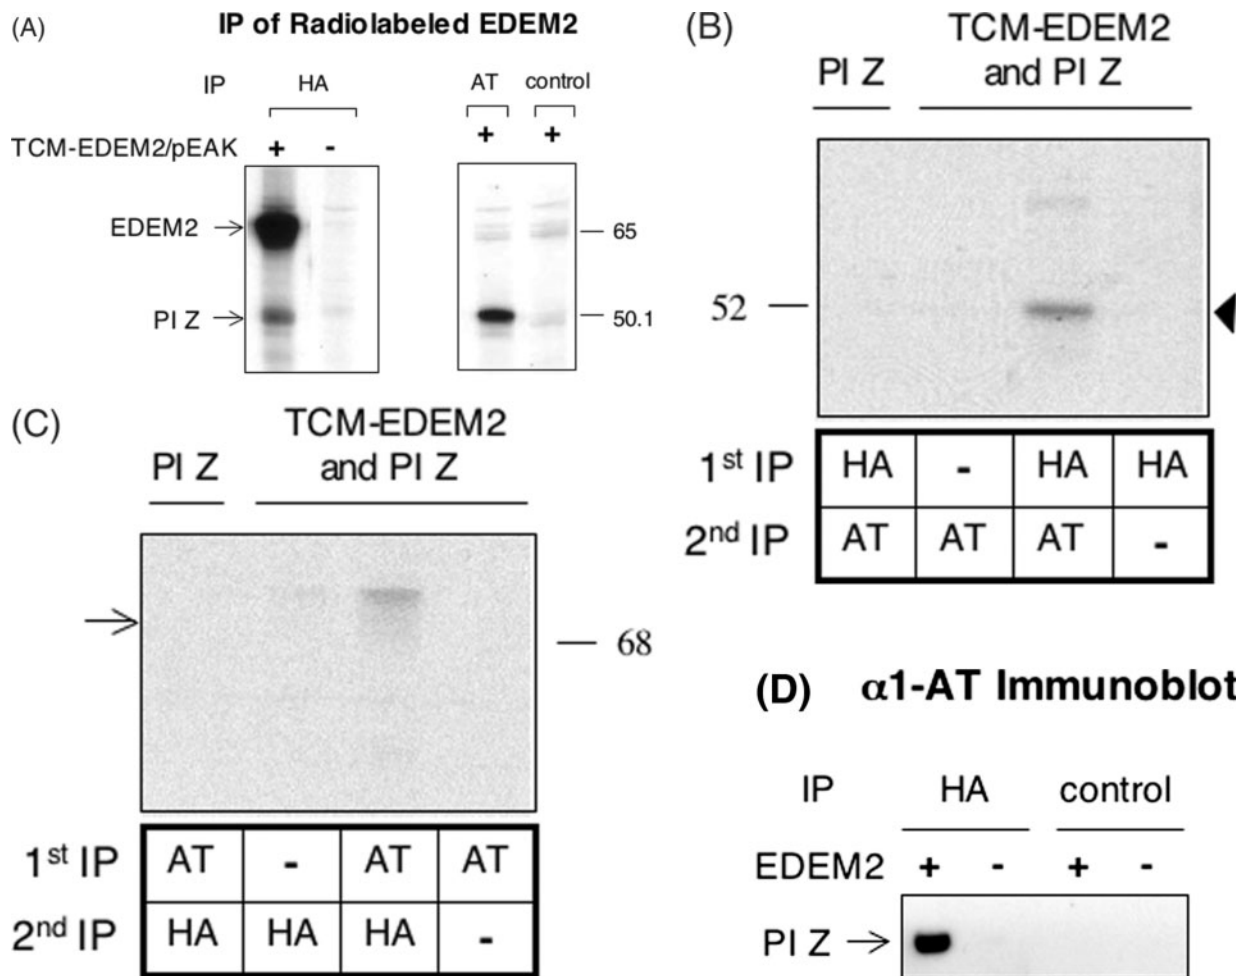 (A) IP of Radiolabeled EDEM2
IP HA AT control
TCM-EDEM2/pEAK + - + +
EDEM2 → — 65
PI Z → — 50.1
(B) TCM-EDEM2
PI Z and PI Z
52 —
1st IP HA - HA HA
2nd IP AT AT AT -
(C) TCM-EDEM2
PI Z and PI Z
— 68
1st IP AT - AT AT
2nd IP HA HA HA -
(D) α1-AT Immunoblot
IP HA control
EDEM2 + - + -
PI Z →